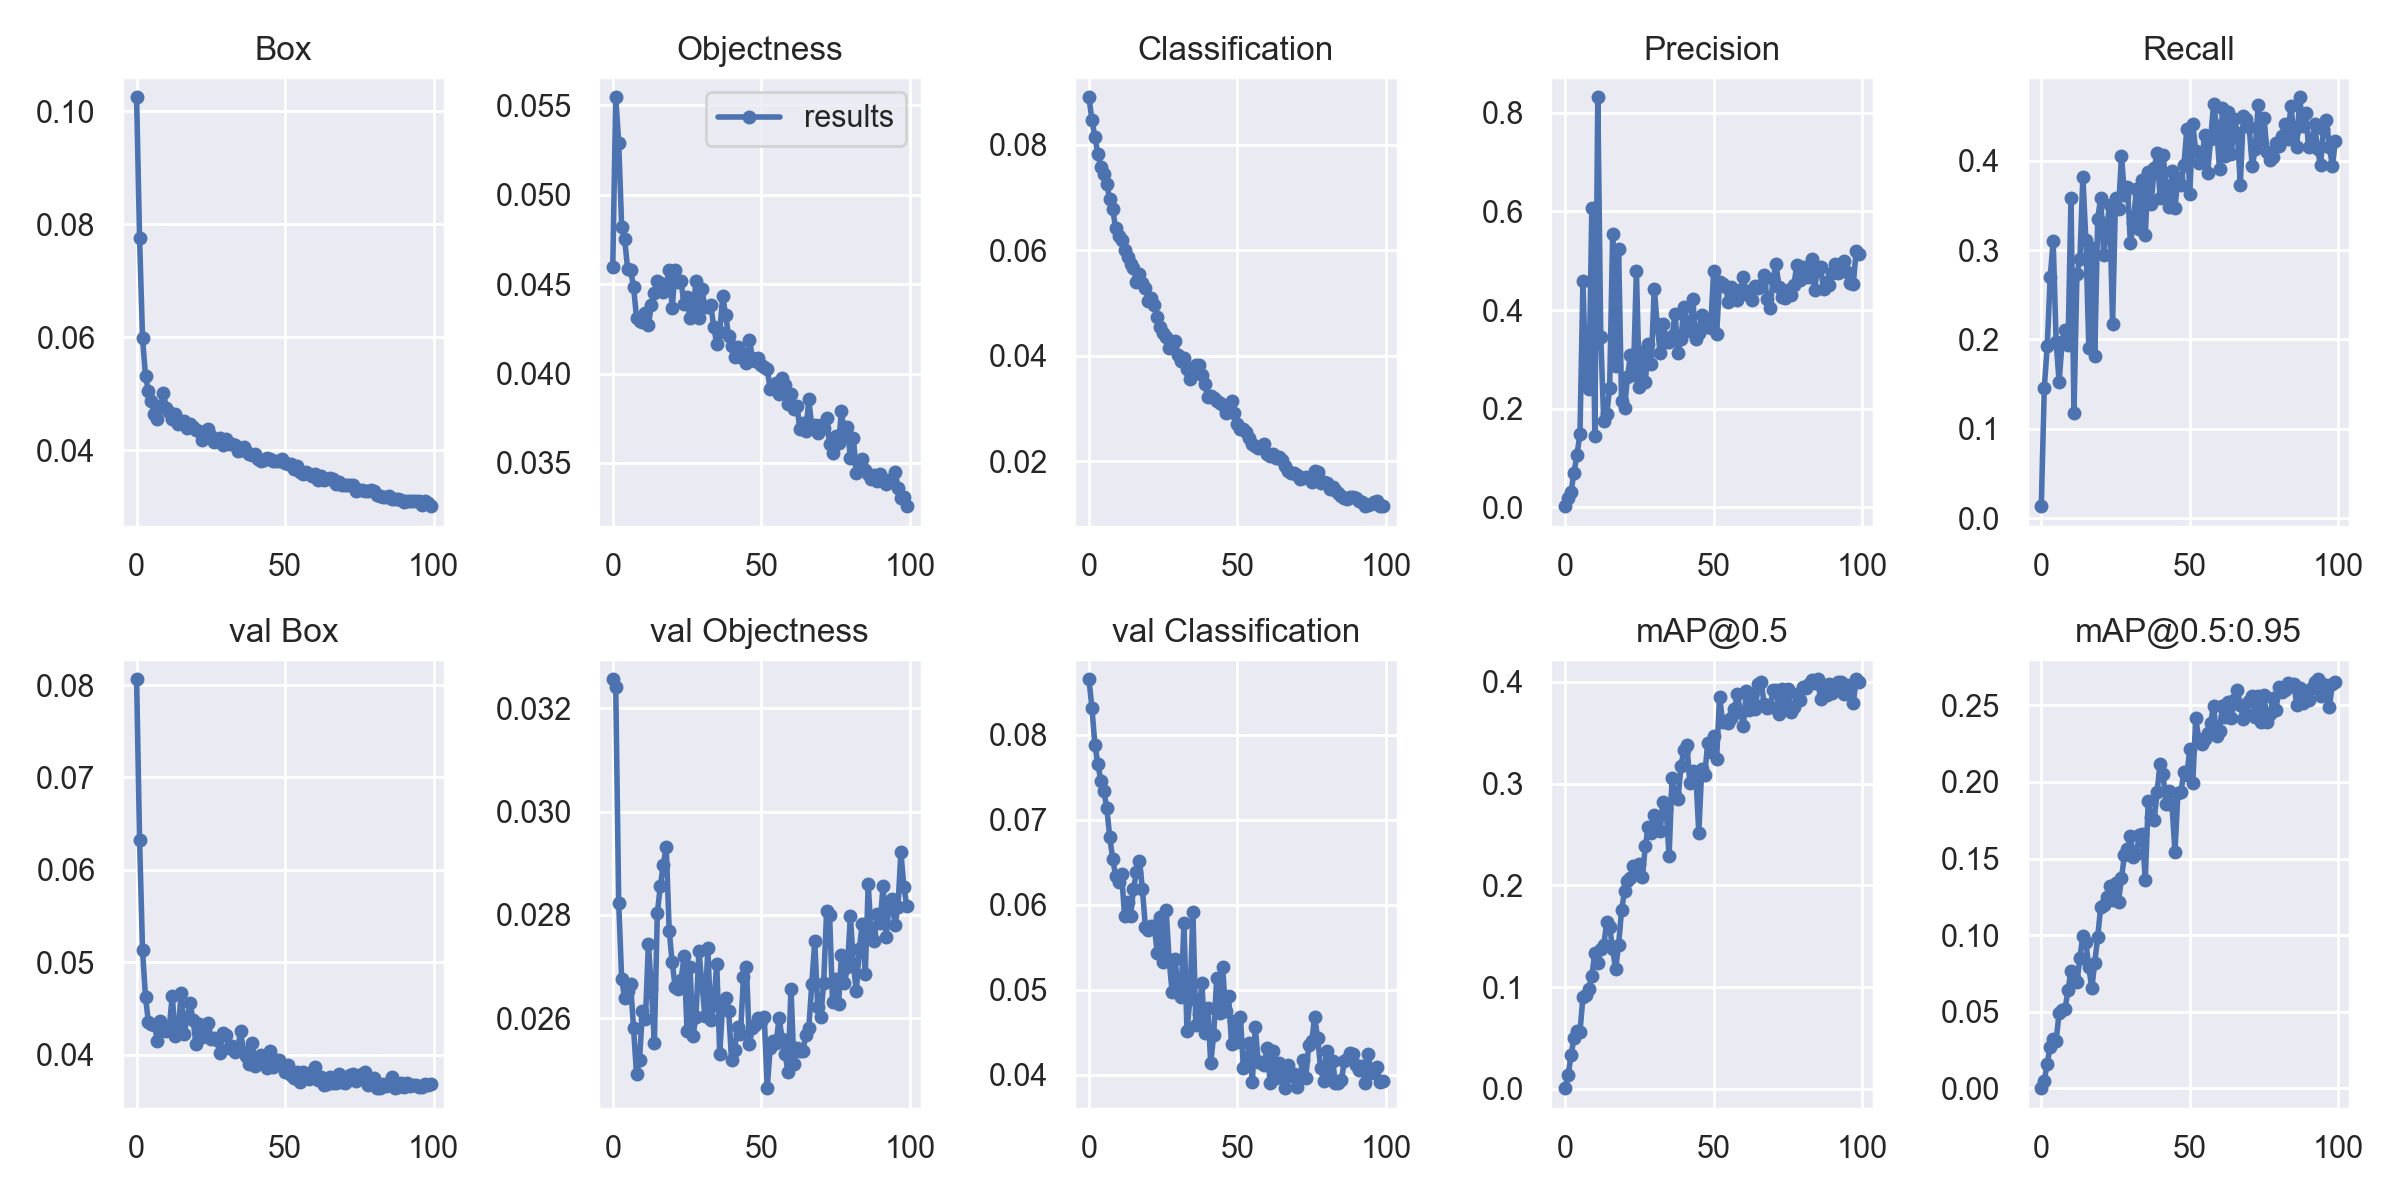 Box
Objectness
Classification
Precision
Recall
0.10
0.08
0.06
0.04
0 50 100
results
0.055
0.050
0.045
0.040
0.035
0 50 100
0.08
0.06
0.04
0.02
0 50 100
0.8
0.6
0.4
0.2
0.0
0 50 100
0.4
0.3
0.2
0.1
0.0
0 50 100
val Box
val Objectness
val Classification
mAP@0.5
mAP@0.5:0.95
0.08
0.07
0.06
0.05
0.04
0 50 100
0.032
0.030
0.028
0.026
0 50 100
0.08
0.07
0.06
0.05
0.04
0 50 100
0.4
0.3
0.2
0.1
0.0
0 50 100
0.25
0.20
0.15
0.10
0.05
0.00
0 50 100